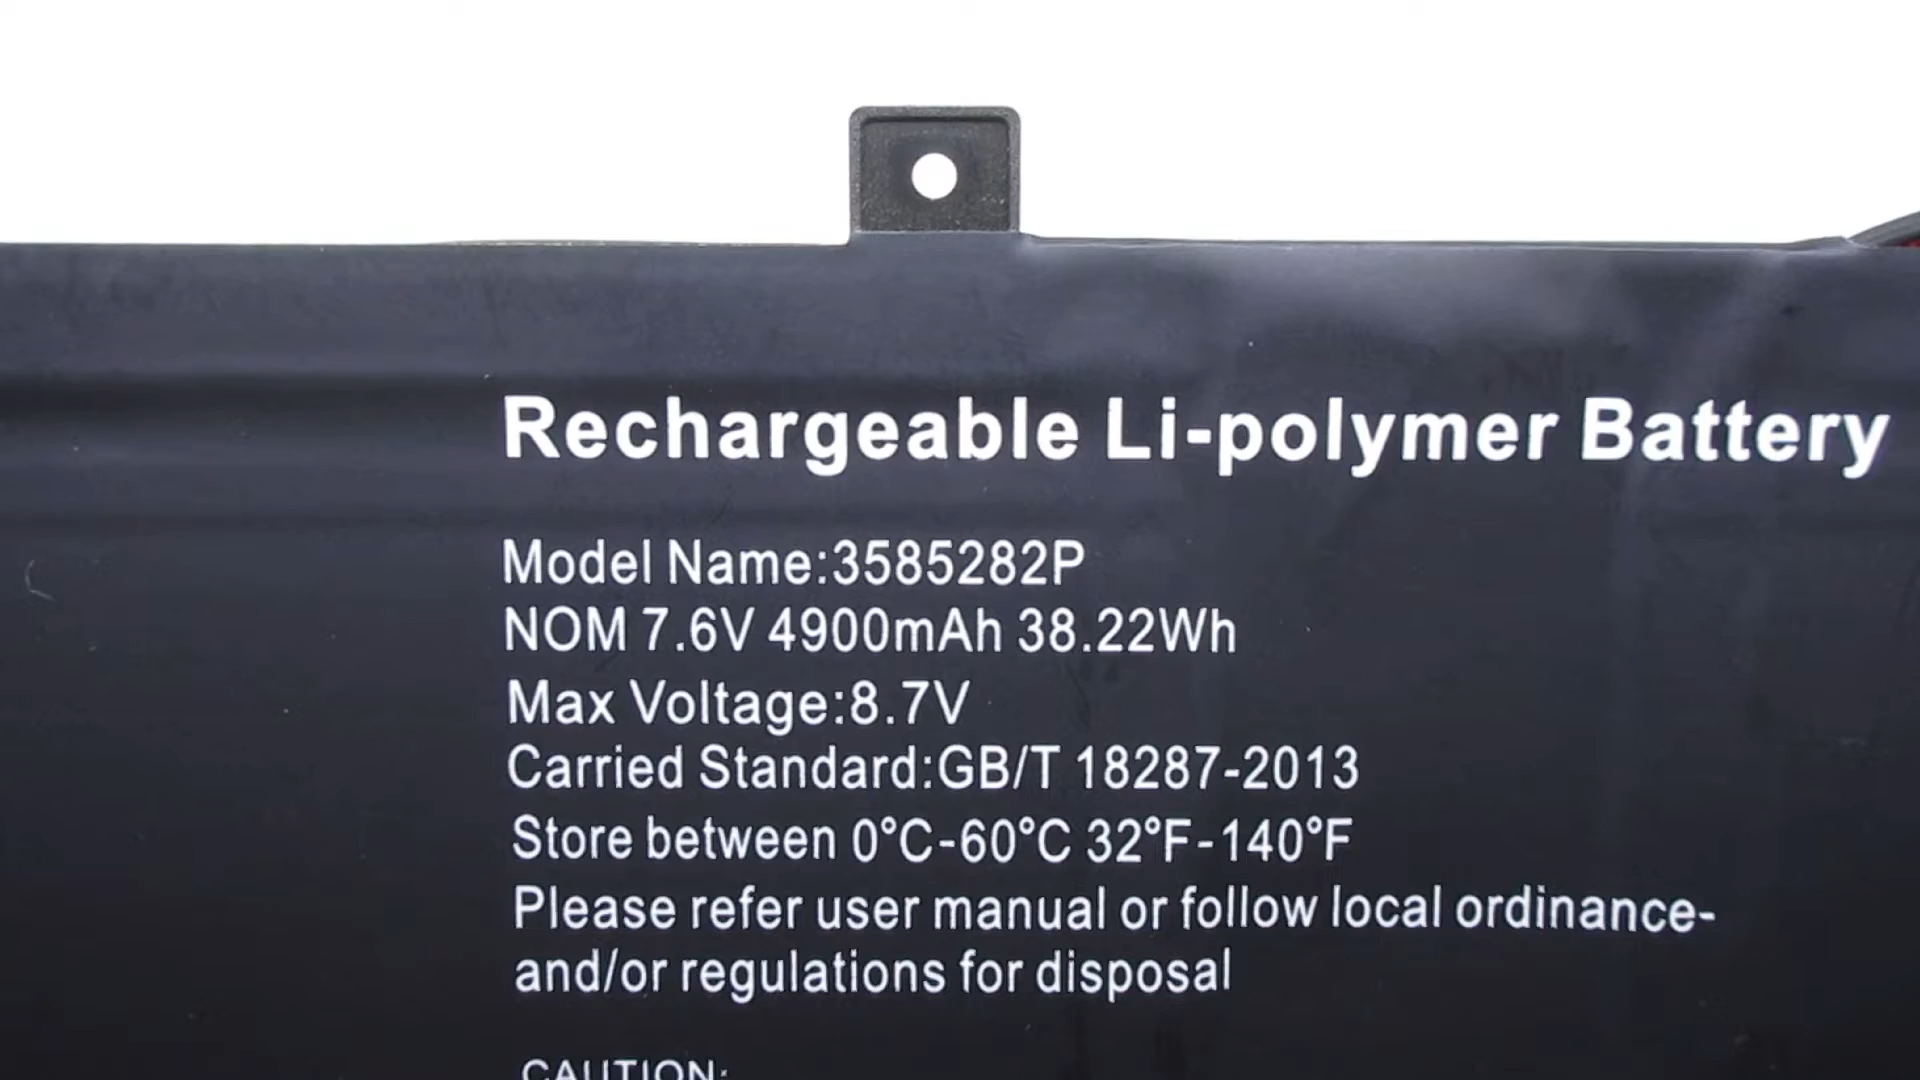 Rechargeable Li-polymer Battery
Model Name:3585282P
NOM 7.6V 4900mAh 38.22Wh
Max Voltage:8.7V
Carried Standard:GB/T 18287-2013
Store between 0°C-60°C 32°F-140°F
Please refer user manual or follow local ordinance-
and/or regulations for disposal
CAUTION: